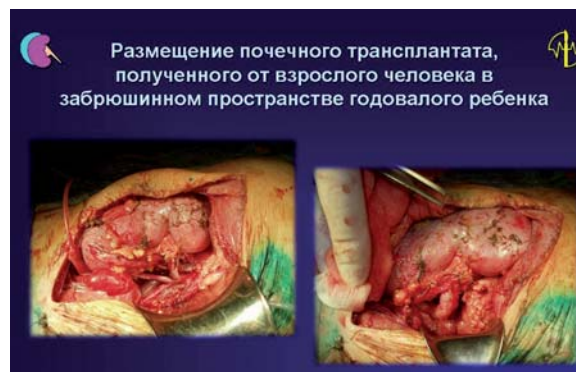 Размещение почечного трансплантата,
полученного от взрослого человека в
забрюшинном пространстве годовалого ребенка